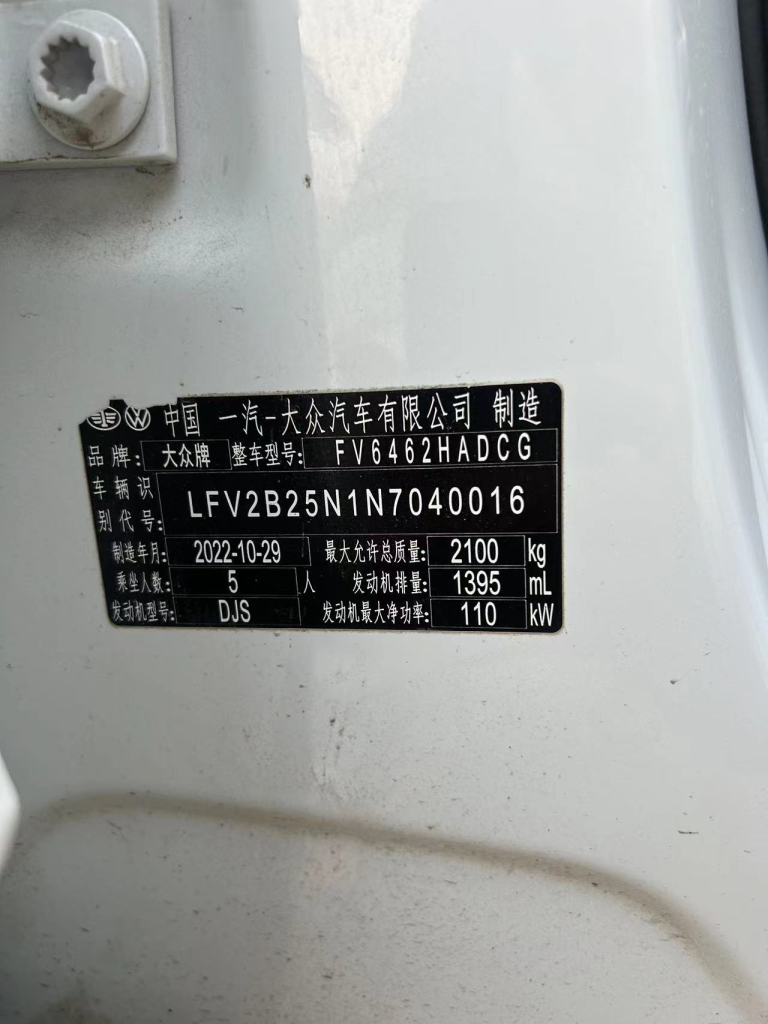 中国 一汽-大众汽车有限公司 制造
品牌: 大众牌 整车型号: FV6462HADCG
车辆识别代号: LFV2B25N1N7040016
制造年月: 2022-10-29 最大允许总质量: 2100 kg
乘坐人数: 5 人 发动机排量: 1395 mL
发动机型号: DJS 发动机最大净功率: 110 kW